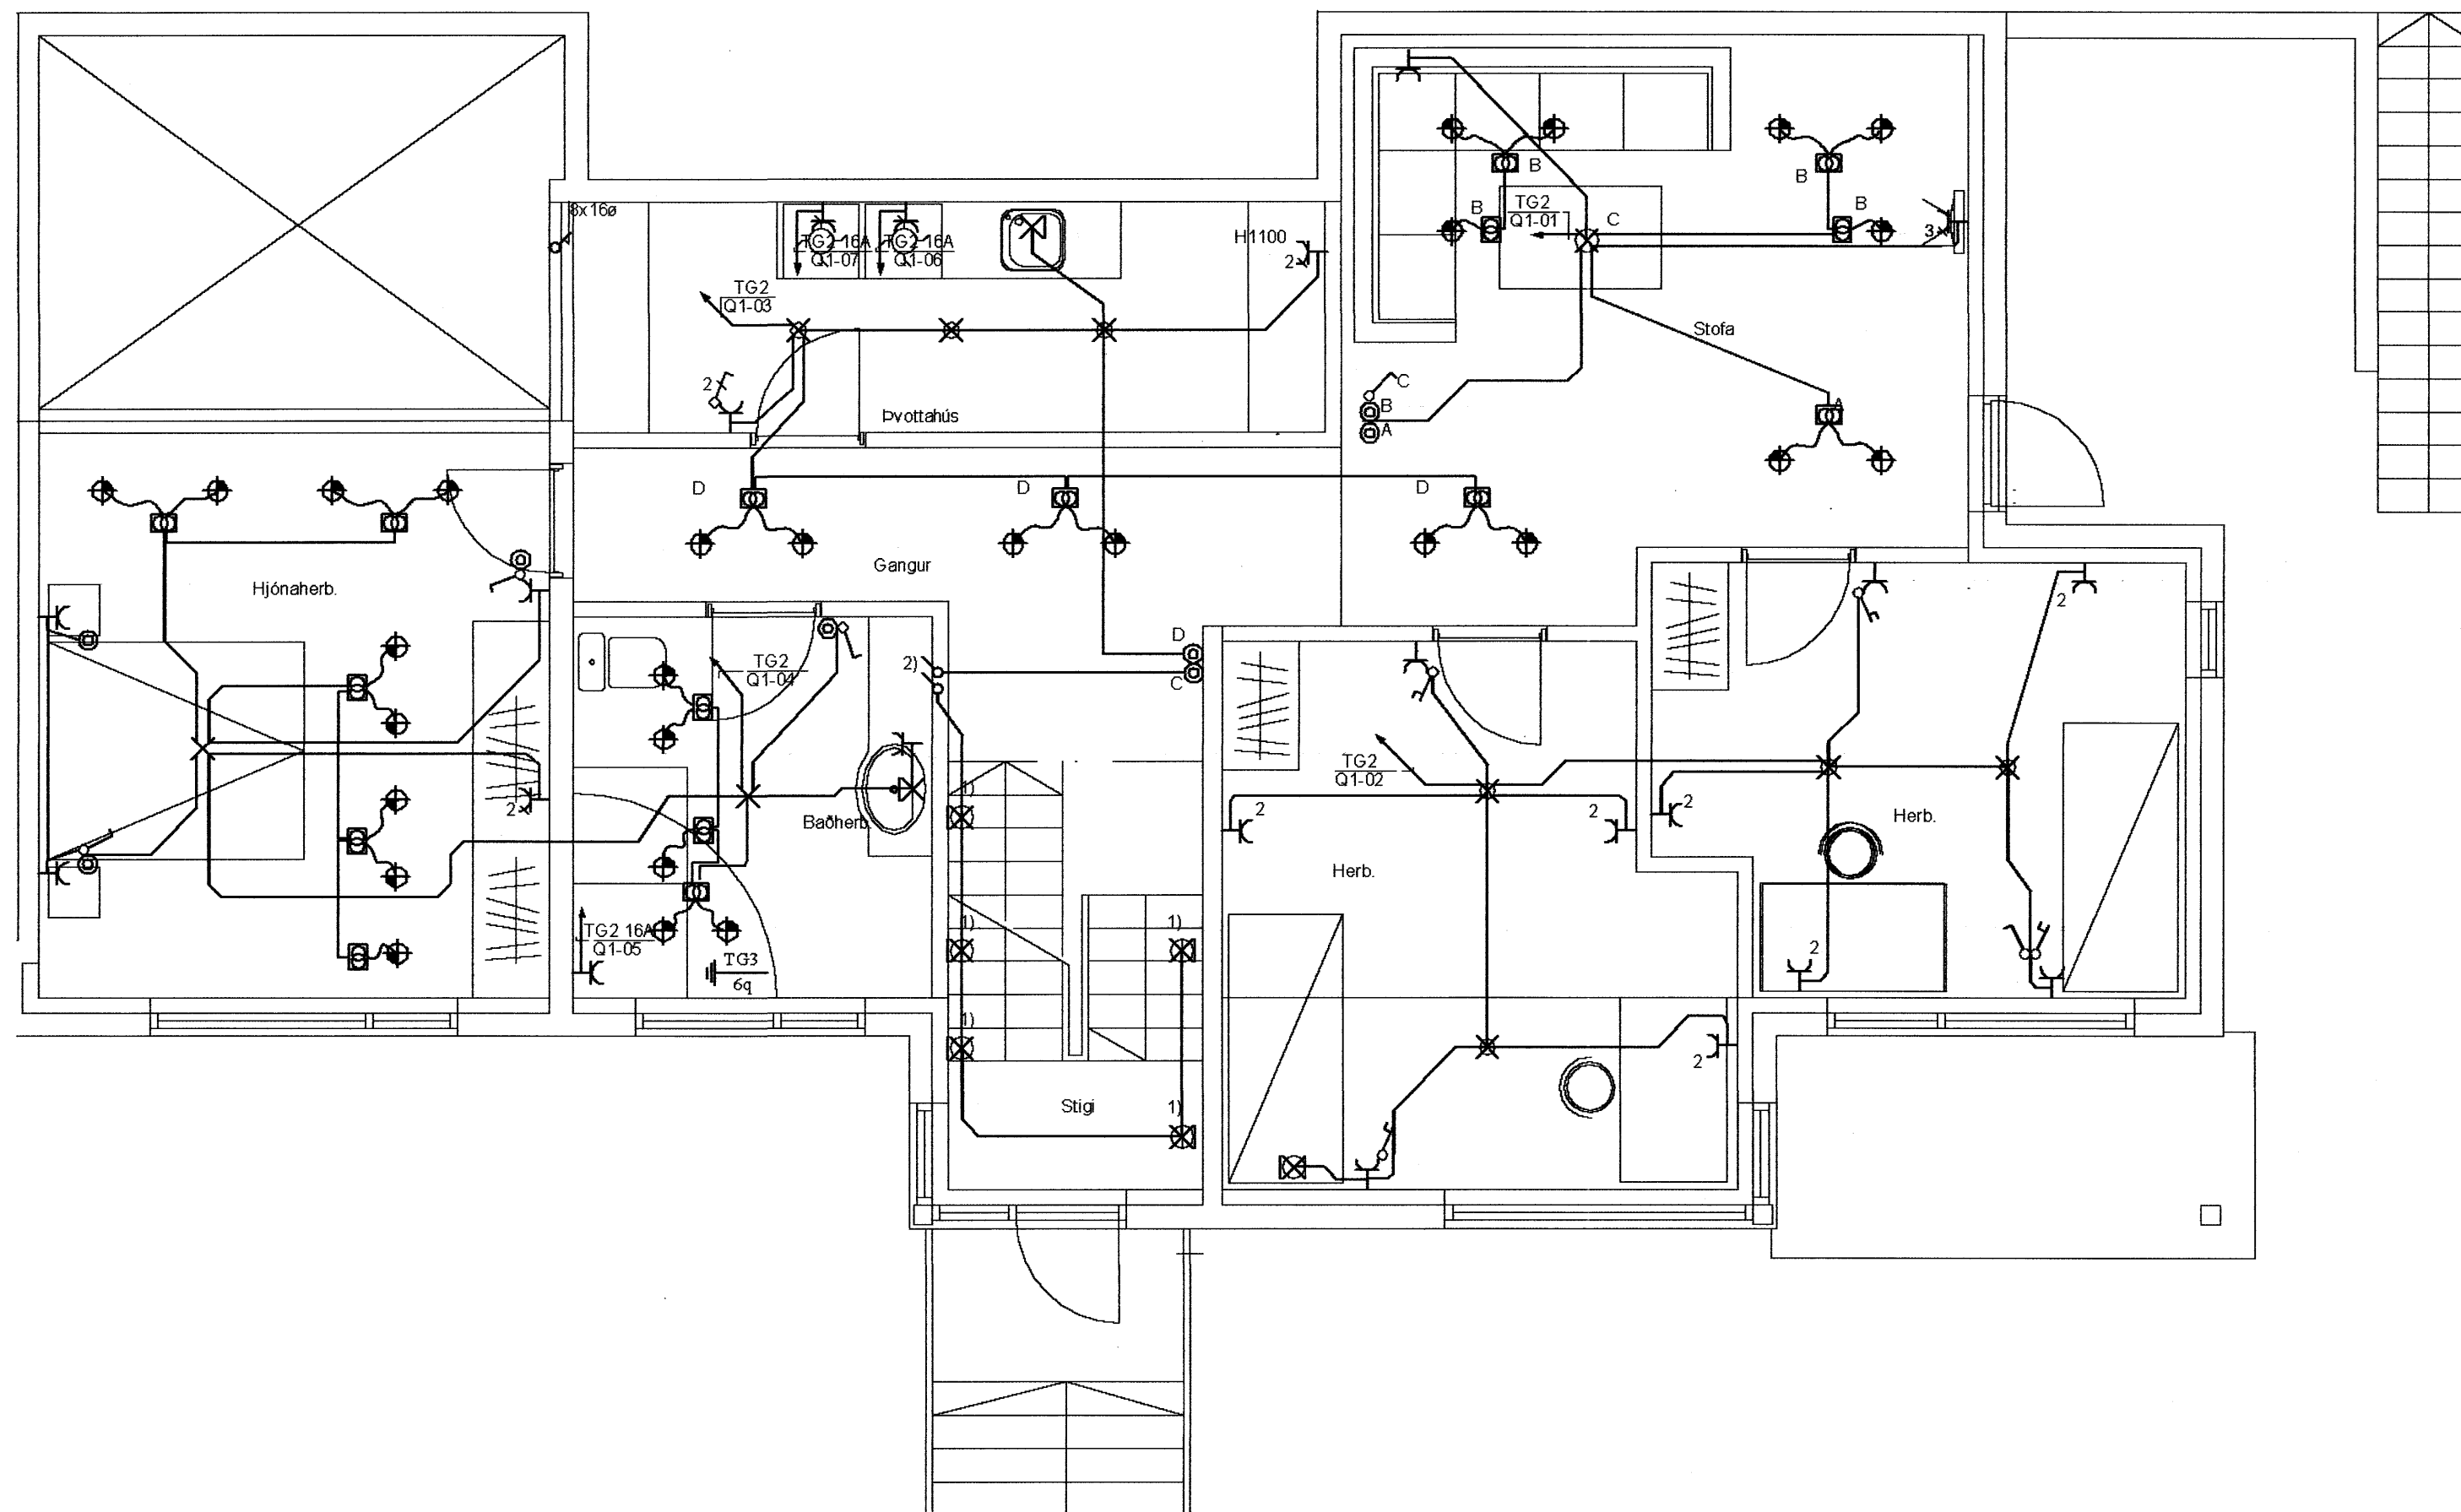 8x16ø
TG2 16A
Q1-07
TG2 16A
Q1-06
H1100
2
TG2
Q1-03
2
Þvottahús
B
B
B
B
TG2
Q1-01
C
3
Stofa
C
B
A
A
D
D
D
Gangur
Hjónaherb.
2
TG2
Q1-04
2)
D
C
Baðherb.
TG2 16A
Q1-05
TG3
6q
1)
1)
1)
1)
1)
Stigi
TG2
Q1-02
2
2
Herb.
2
2
2
Herb.
2